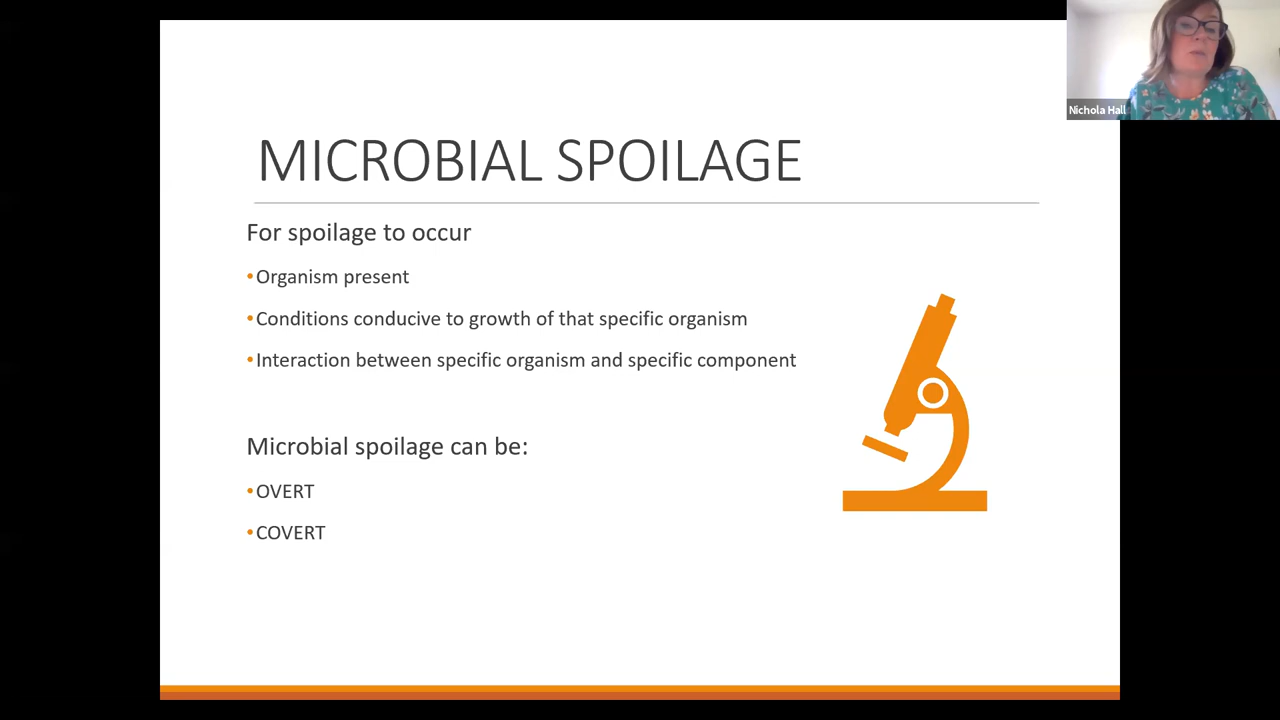 Nichola Hall
MICROBIAL SPOILAGE
For spoilage to occur
•Organism present
•Conditions conducive to growth of that specific organism
•Interaction between specific organism and specific component
Microbial spoilage can be:
•OVERT
•COVERT